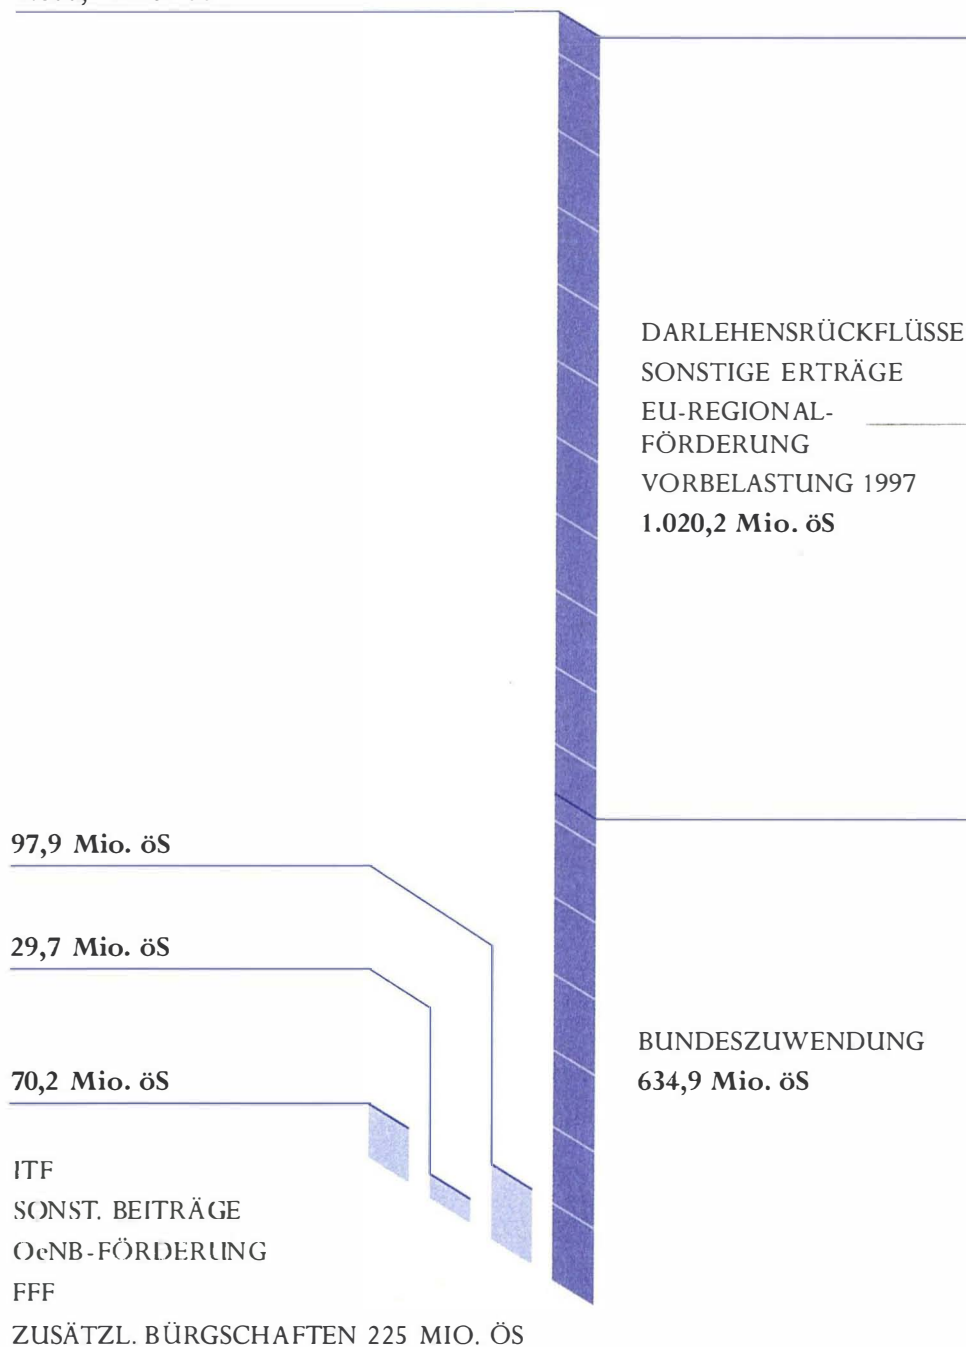 97,9 Mio. öS
29,7 Mio. öS
70,2 Mio. öS
ITF
SONST. BEITRÄGE
OeNB-FÖRDERUNG
FFF
ZUSÄTZL. BÜRGSCHAFTEN 225 MIO. ÖS
DARLEHENSRÜCKFLÜSSE
SONSTIGE ERTRÄGE
EU-REGIONAL-
FÖRDERUNG
VORBELASTUNG 1997
1.020,2 Mio. öS
BUNDESZUWENDUNG
634,9 Mio. öS